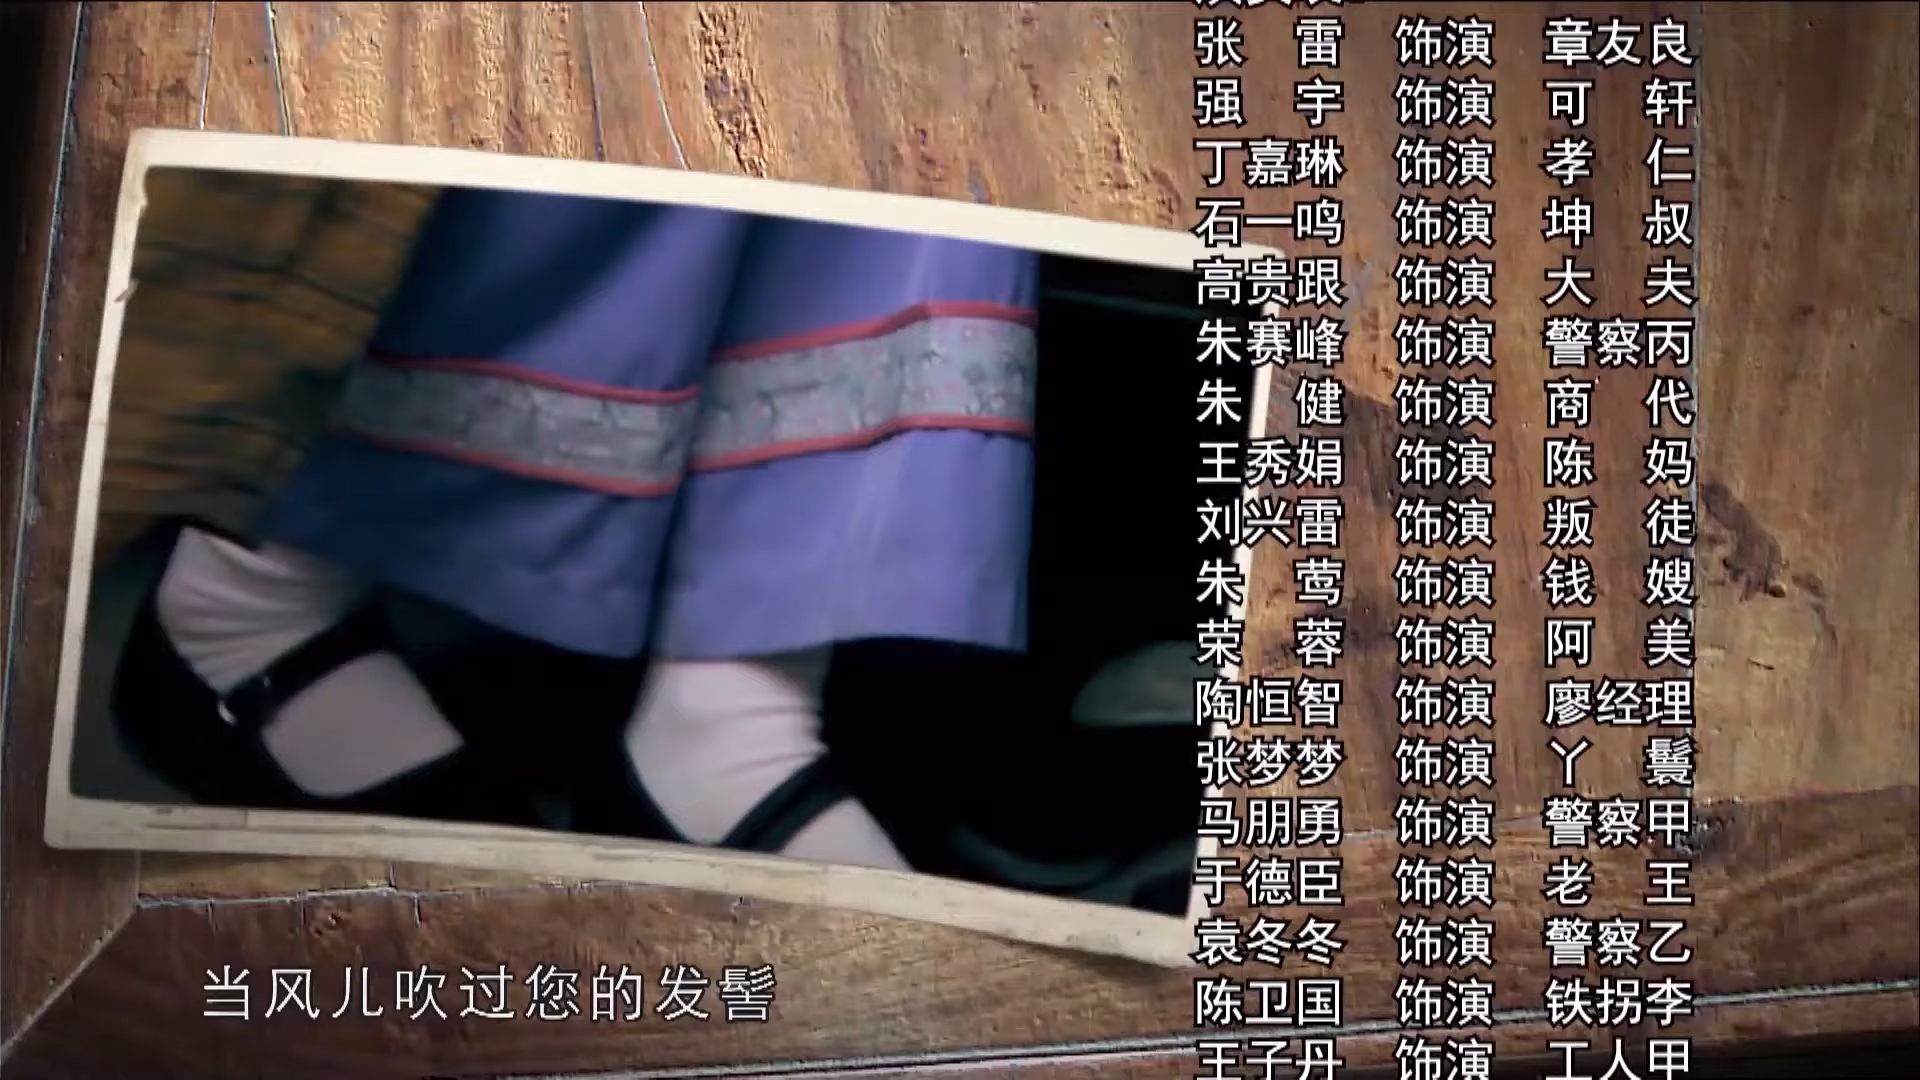 张雷 饰演 章友良
强宇 饰演 可轩
丁嘉琳 饰演 孝仁
石一鸣 饰演 坤叔
高贵跟 饰演 大夫
朱赛峰 饰演 警察丙
朱健 饰演 商代
王秀娟 饰演 陈妈
刘兴雷 饰演 叛徒
朱莺 饰演 钱嫂
荣蓉 饰演 阿美
陶恒智 饰演 廖经理
张梦梦 饰演 丫鬟
马朋勇 饰演 警察甲
于德臣 饰演 老王
袁冬冬 饰演 警察乙
陈卫国 饰演 铁拐李
王子丹 饰演 工人甲
当风儿吹过您的发髻